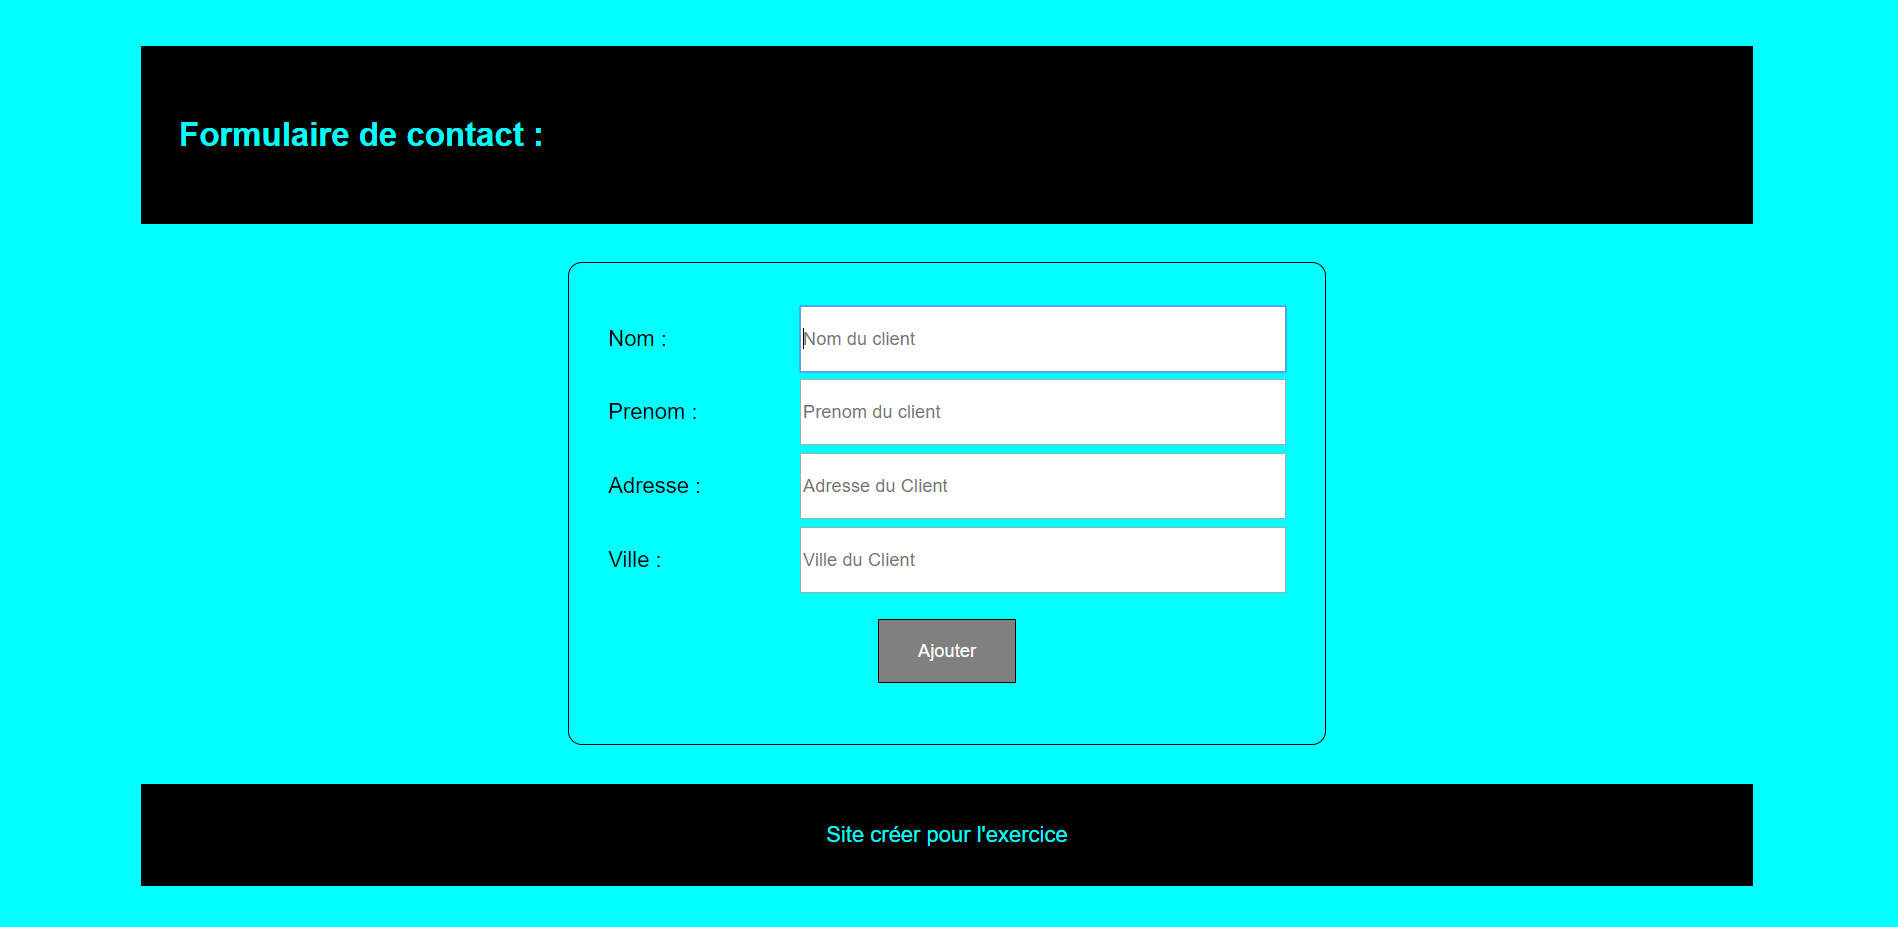 Formulaire de contact :
Nom : Nom du client
Prenom : Prenom du client
Adresse : Adresse du Client
Ville : Ville du Client
Ajouter
Site créer pour l'exercice